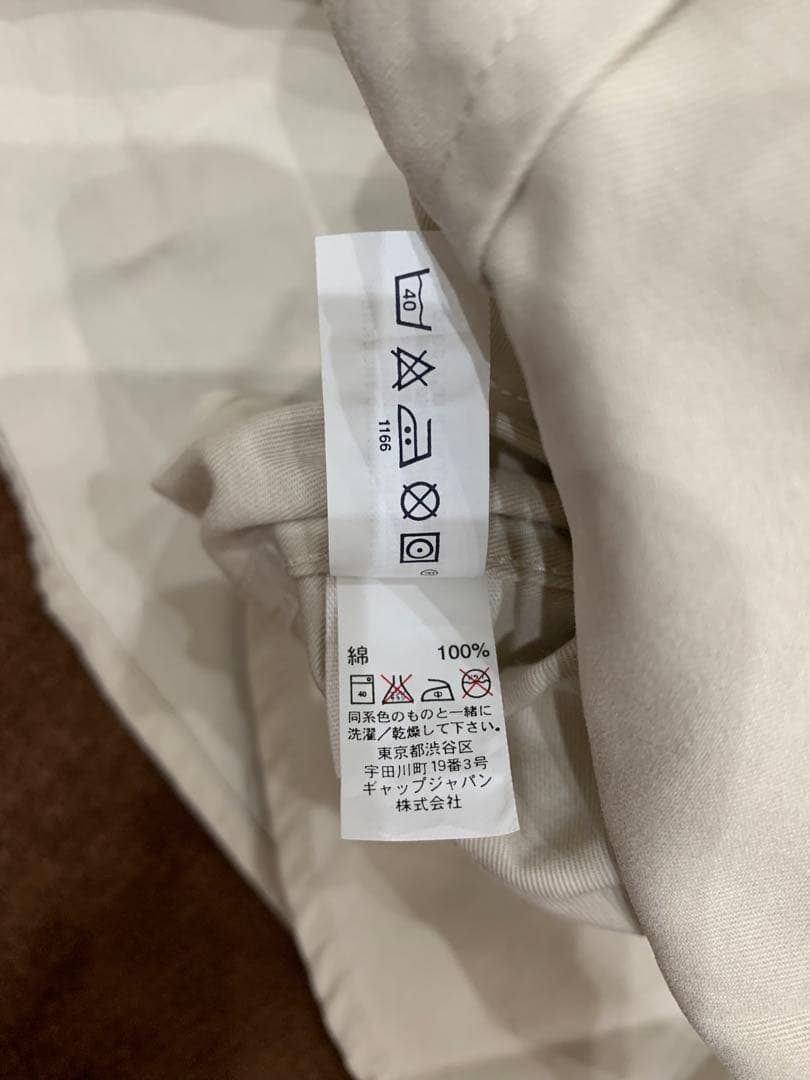 40
1166
綿 100%
40
同系色のものと一緒に
洗濯/乾燥して下さい。
東京都渋谷区
宇田川町19番3号
ギャップジャパン
株式会社